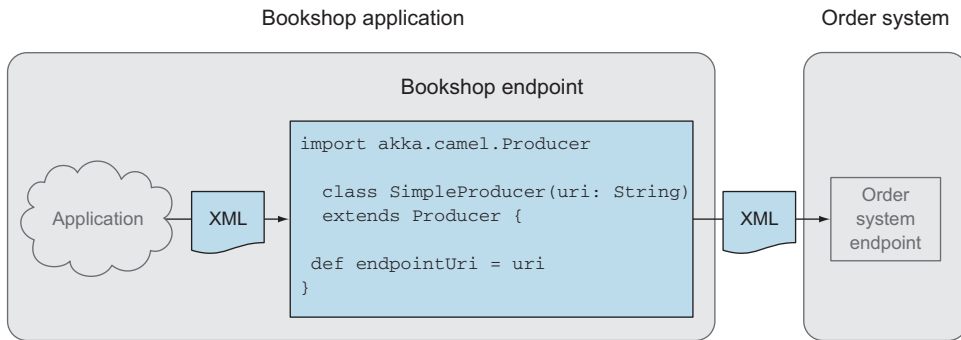 Bookshop application
Order system
Bookshop endpoint
import akka.camel.Producer
class SimpleProducer(uri: String)
extends Producer {
def endpointUri = uri
}
Application
XML
XML
Order
system
endpoint